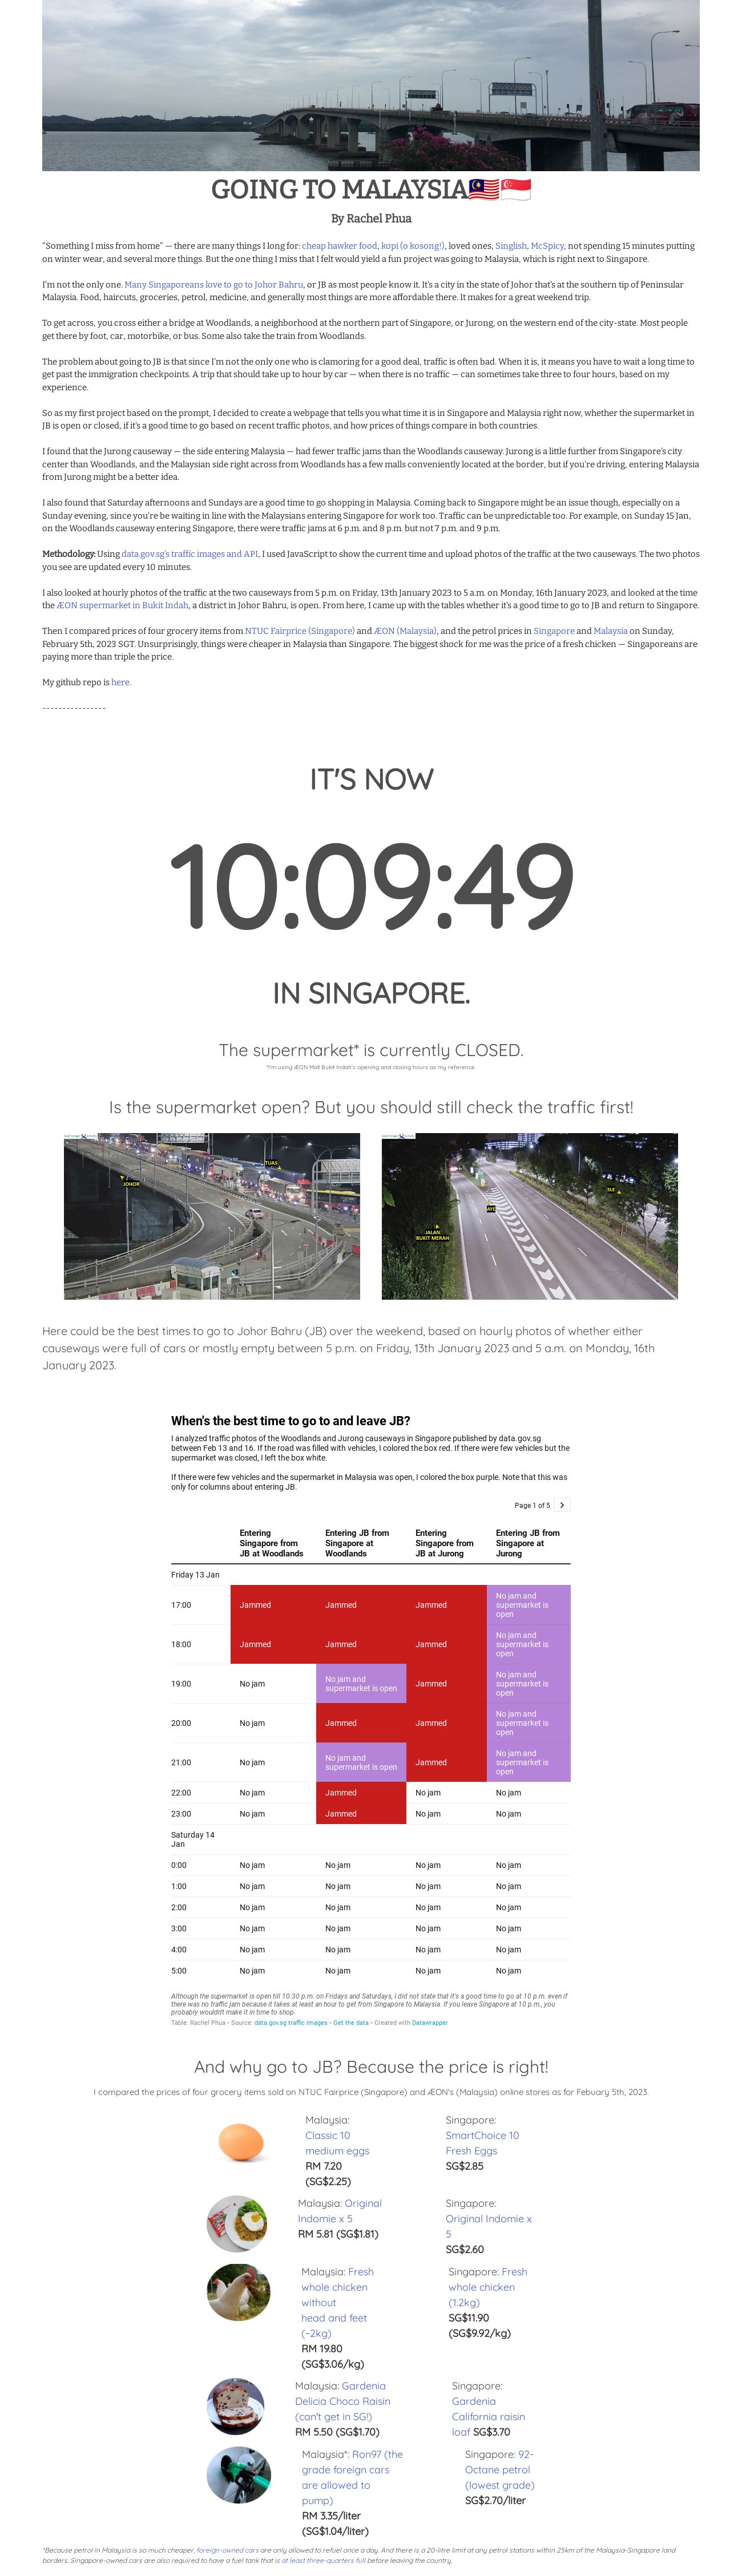 GOING TO MALAYSIA🇲🇾🇸🇬
By Rachel Phua
"Something I miss from home" — there are many things I long for: cheap hawker food, kopi (o kosong!), loved ones, Singlish, McSpicy, not spending 15 minutes putting
on winter wear, and several more things. But the one thing I miss that I felt would yield a fun project was going to Malaysia, which is right next to Singapore.
I'm not the only one. Many Singaporeans love to go to Johor Bahru, or JB as most people know it. It's a city in the state of Johor that's at the southern tip of Peninsular
Malaysia. Food, haircuts, groceries, petrol, medicine, and generally most things are more affordable there. It makes for a great weekend trip.
To get across, you cross either a bridge at Woodlands, a neighborhood at the northern part of Singapore, or Jurong, on the western end of the city-state. Most people
get there by foot, car, motorbike, or bus. Some also take the train from Woodlands.
The problem about going to JB is that since I'm not the only one who is clamoring for a good deal, traffic is often bad. When it is, it means you have to wait a long time to
get past the immigration checkpoints. A trip that should take up to hour by car — when there is no traffic — can sometimes take three to four hours, based on my
experience.
So as my first project based on the prompt, I decided to create a webpage that tells you what time it is in Singapore and Malaysia right now, whether the supermarket in
JB is open or closed, if it's a good time to go based on recent traffic photos, and how prices of things compare in both countries.
I found that the Jurong causeway — the side entering Malaysia — had fewer traffic jams than the Woodlands causeway. Jurong is a little further from Singapore's city
center than Woodlands, and the Malaysian side right across from Woodlands has a few malls conveniently located at the border, but if you're driving, entering Malaysia
from Jurong might be a better idea.
I also found that Saturday afternoons and Sundays are a good time to go shopping in Malaysia. Coming back to Singapore might be an issue though, especially on a
Sunday evening, since you're be waiting in line with the Malaysians entering Singapore for work too. Traffic can be unpredictable too. For example, on Sunday 15 Jan,
on the Woodlands causeway entering Singapore, there were traffic jams at 6 p.m. and 8 p.m. but not 7 p.m. and 9 p.m.
Methodology: Using data.gov.sg's traffic images and API, I used JavaScript to show the current time and upload photos of the traffic at the two causeways. The two photos
you see are updated every 10 minutes.
I also looked at hourly photos of the traffic at the two causeways from 5 p.m. on Friday, 13th January 2023 to 5 a.m. on Monday, 16th January 2023, and looked at the time
the ÆON supermarket in Bukit Indah, a district in Johor Bahru, is open. From here, I came up with the tables whether it's a good time to go to JB and return to Singapore.
Then I compared prices of four grocery items from NTUC Fairprice (Singapore) and ÆON (Malaysia), and the petrol prices in Singapore and Malaysia on Sunday,
February 5th, 2023 SGT. Unsurprisingly, things were cheaper in Malaysia than Singapore. The biggest shock for me was the price of a fresh chicken — Singaporeans are
paying more than triple the price.
My github repo is here.
----------------
IT'S NOW
10:09:49
IN SINGAPORE.
The supermarket* is currently CLOSED.
*I'm using ÆON Mall Bukit Indah's opening and closing hours as my reference.
Is the supermarket open? But you should still check the traffic first!
JOHOR
TUAS
JALAN
BUKIT MERAH
AYE
SLE
Here could be the best times to go to Johor Bahru (JB) over the weekend, based on hourly photos of whether either
causeways were full of cars or mostly empty between 5 p.m. on Friday, 13th January 2023 and 5 a.m. on Monday, 16th
January 2023.
When's the best time to go to and leave JB?
I analyzed traffic photos of the Woodlands and Jurong causeways in Singapore published by data.gov.sg
between Feb 13 and 16. If the road was filled with vehicles, I colored the box red. If there were few vehicles but the
supermarket was closed, I left the box white.
If there were few vehicles and the supermarket in Malaysia was open, I colored the box purple. Note that this was
only for columns about entering JB.
Page 1 of 5 >
Entering Singapore from JB at Woodlands
Entering JB from Singapore at Woodlands
Entering Singapore from JB at Jurong
Entering JB from Singapore at Jurong
Friday 13 Jan
17:00 Jammed Jammed Jammed No jam and supermarket is open
18:00 Jammed Jammed Jammed No jam and supermarket is open
19:00 No jam No jam and supermarket is open Jammed No jam and supermarket is open
20:00 No jam Jammed Jammed No jam and supermarket is open
21:00 No jam No jam and supermarket is open Jammed No jam and supermarket is open
22:00 No jam Jammed No jam No jam
23:00 No jam Jammed No jam No jam
Saturday 14
Jan
0:00 No jam No jam No jam No jam
1:00 No jam No jam No jam No jam
2:00 No jam No jam No jam No jam
3:00 No jam No jam No jam No jam
4:00 No jam No jam No jam No jam
5:00 No jam No jam No jam No jam
Although the supermarket is open till 10:30 p.m. on Fridays and Saturdays, I did not state that it's a good time to go at 10 p.m. even if
there was no traffic jam because it takes at least an hour to get from Singapore to Malaysia. If you leave Singapore at 10 p.m., you
probably wouldn't make it in time to shop.
Table: Rachel Phua • Source: data.gov.sg traffic images • Get the data • Created with Datawrapper
And why go to JB? Because the price is right!
I compared the prices of four grocery items sold on NTUC Fairprice (Singapore) and ÆON's (Malaysia) online stores as for Febuary 5th, 2023.
Malaysia:
Classic 10
medium eggs
RM 7.20
(SG$2.25)
Singapore:
SmartChoice 10
Fresh Eggs
SG$2.85
Malaysia: Original
Indomie x 5
RM 5.81 (SG$1.81)
Singapore:
Original Indomie x
5
SG$2.60
Malaysia: Fresh
whole chicken
without
head and feet
(~2kg)
RM 19.80
(SG$3.06/kg)
Singapore: Fresh
whole chicken
(1.2kg)
SG$11.90
(SG$9.92/kg)
Malaysia: Gardenia
Delicia Choco Raisin
(can't get in SG!)
RM 5.50 (SG$1.70)
Singapore:
Gardenia
California raisin
loaf SG$3.70
Malaysia*: Ron97 (the
grade foreign cars
are allowed to
pump)
RM 3.35/liter
(SG$1.04/liter)
Singapore: 92-
Octane petrol
(lowest grade)
SG$2.70/liter
*Because petrol in Malaysia is so much cheaper, foreign-owned cars are only allowed to refuel once a day. And there is a 20-litre limit at any petrol stations within 25km of the Malaysia-Singapore land
borders. Singapore-owned cars are also required to have a fuel tank that is at least three-quarters full before leaving the country.